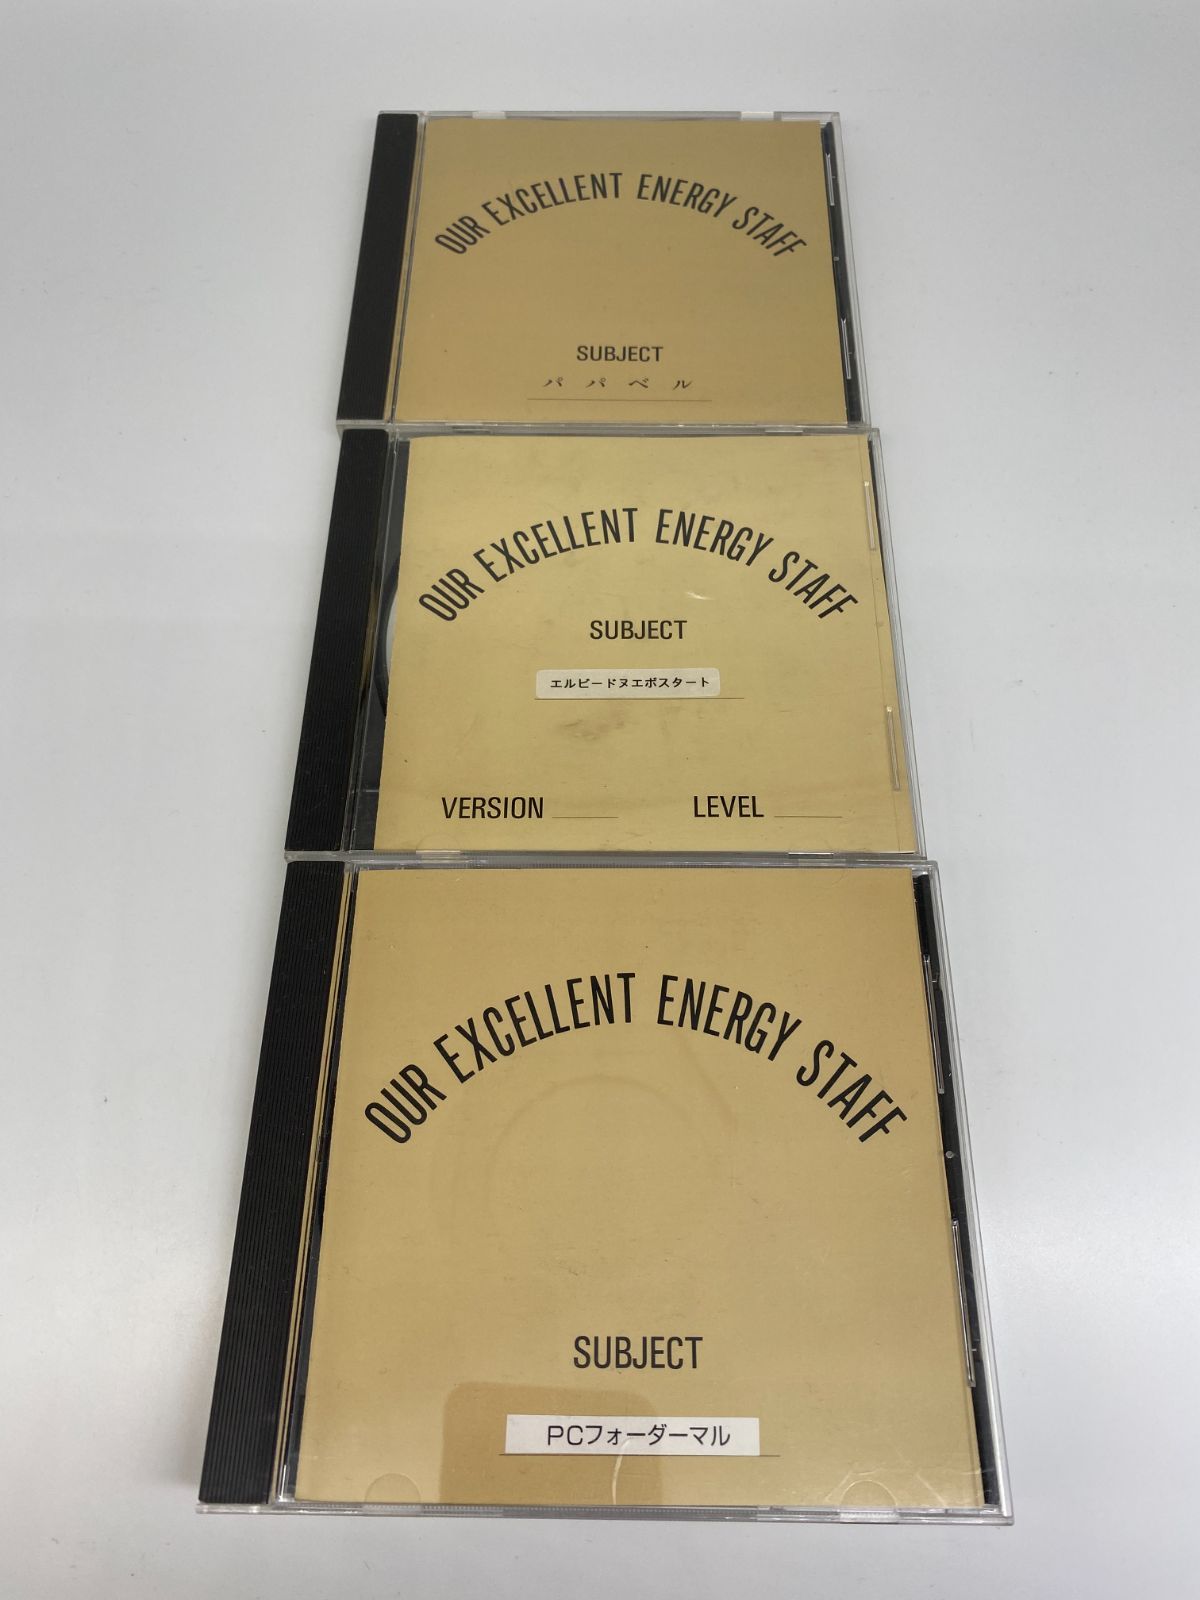 OUR EXCELLENT ENERGY STAFF
SUBJECT
パパベル
OUR EXCELLENT ENERGY STAFF
SUBJECT
エルピードヌエボスタート
VERSION
LEVEL
OUR EXCELLENT ENERGY STAFF
SUBJECT
PCフォーダーマル